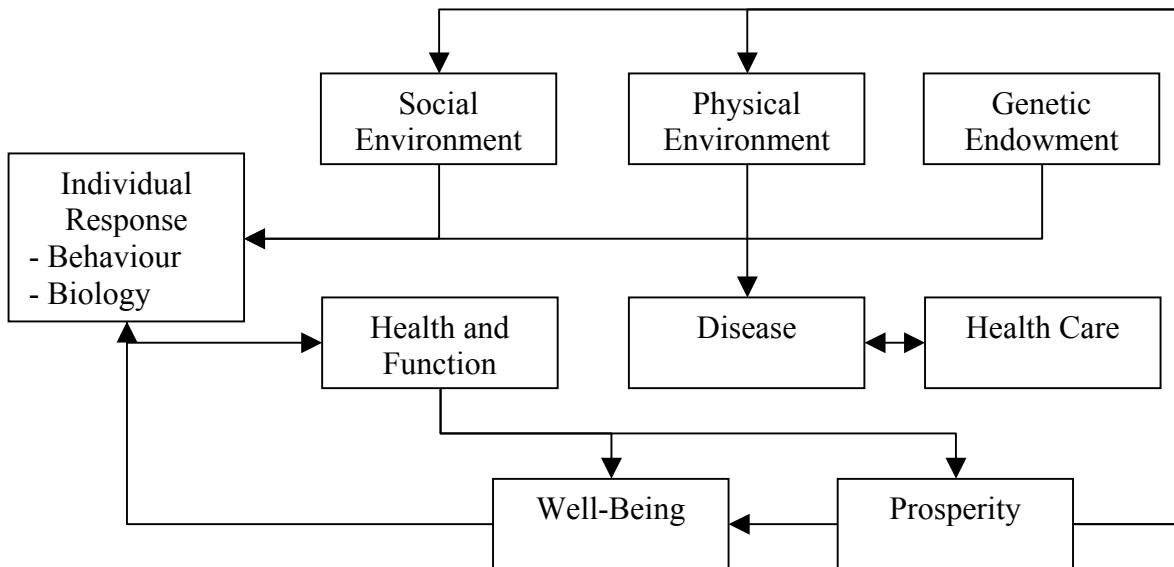 Social
Environment
Physical
Environment
Genetic
Endowment
Individual
Response
- Behaviour
- Biology
Health and
Function
Disease
Health Care
Well-Being
Prosperity